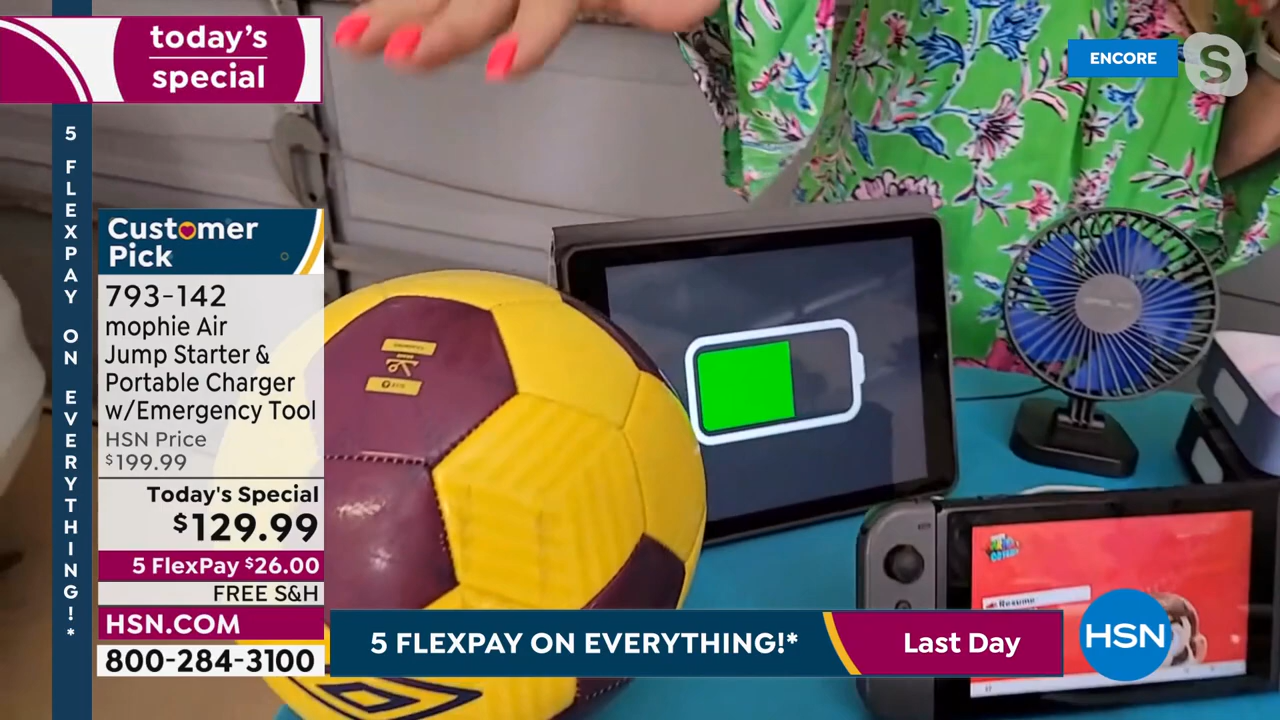 today's
special
ENCORE
S
5 FLEXPAY ON EVERYTHING!*
Customer
Pick
793-142
mophie Air
Jump Starter &
Portable Charger
w/Emergency Tool
HSN Price
$199.99
Today's Special
$129.99
5 FlexPay $26.00
FREE S&H
HSN.COM
800-284-3100
Resume
5 FLEXPAY ON EVERYTHING!*
Last Day
HSN